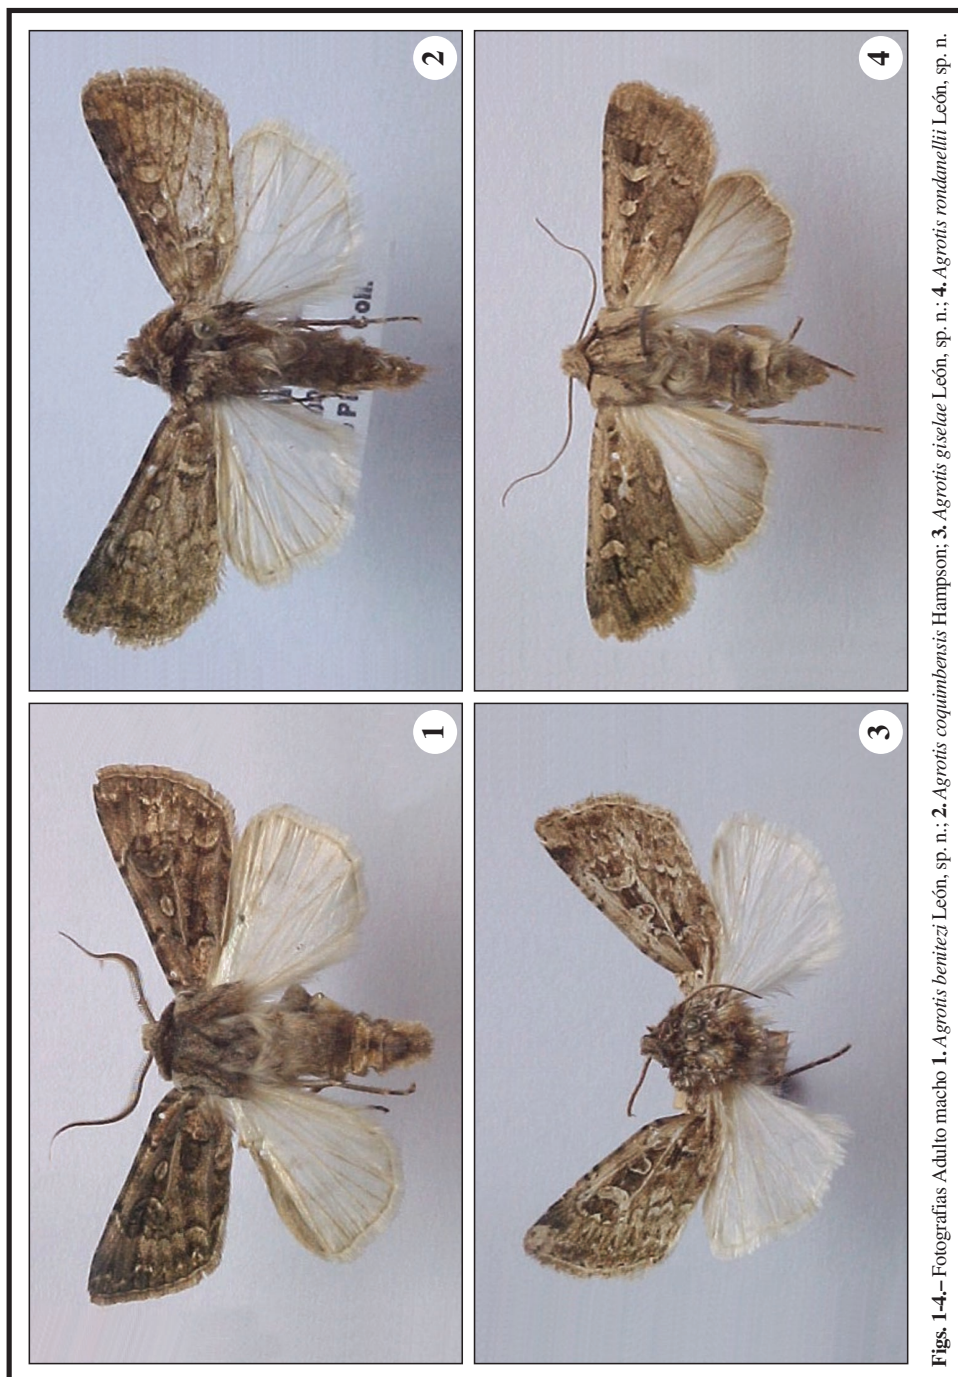 1
2
3
4
Figs. 1-4.– Fotografias Adulto macho 1. Agrotis benitezi León, sp. n.; 2. Agrotis coquimbensis Hampson; 3. Agrotis giselae León, sp. n.; 4. Agrotis rondanellii León, sp. n.